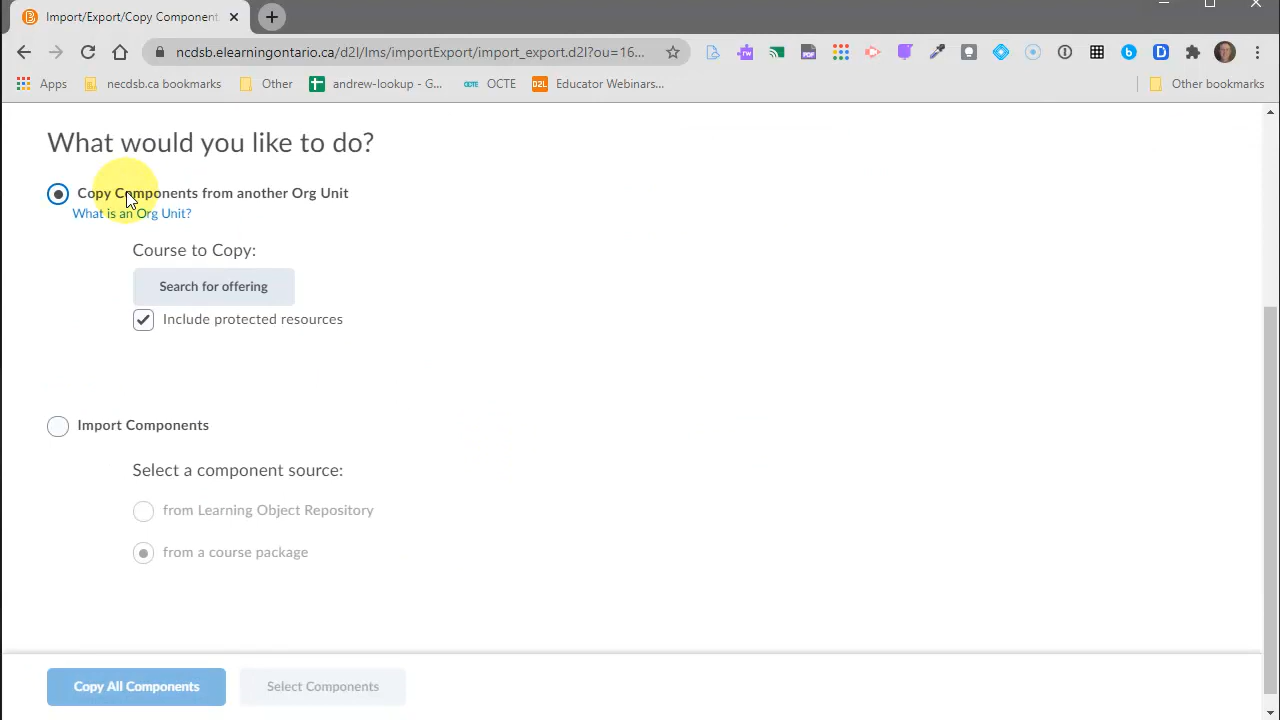 Import/Export/Copy Component
ncdsb.elearningontario.ca/d2l/lms/importExport/import_export.d2l?ou=16...
Apps
necdsb.ca bookmarks
Other
andrew-lookup - G...
OCTE
OCTE
D2L
Educator Webinars...
Other bookmarks
What would you like to do?
Copy Components from another Org Unit
What is an Org Unit?
Course to Copy:
Search for offering
Include protected resources
Import Components
Select a component source:
from Learning Object Repository
from a course package
Copy All Components
Select Components